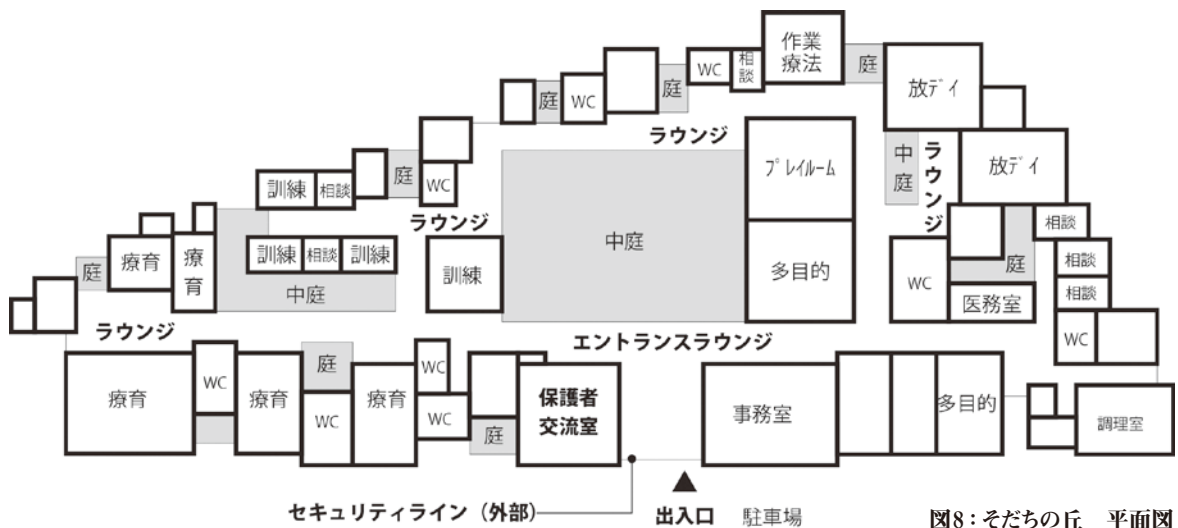 作業
療法
WC
相
談
庭
放ディ
庭
WC
庭
ラウンジ
プレイルーム
中
庭
ラ
ウ
ン
ジ
放ディ
訓練
相談
庭
WC
ラウンジ
中庭
相談
庭
療育
療
育
訓練
相談
訓練
中庭
訓練
多目的
WC
庭
医務室
相談
相談
WC
ラウンジ
エントランスラウンジ
療育
WC
療育
庭
WC
療育
WC
WC
庭
保護者
交流室
事務室
多目的
調理室
セキュリティライン（外部）
出入口
駐車場
図8：そだちの丘　平面図